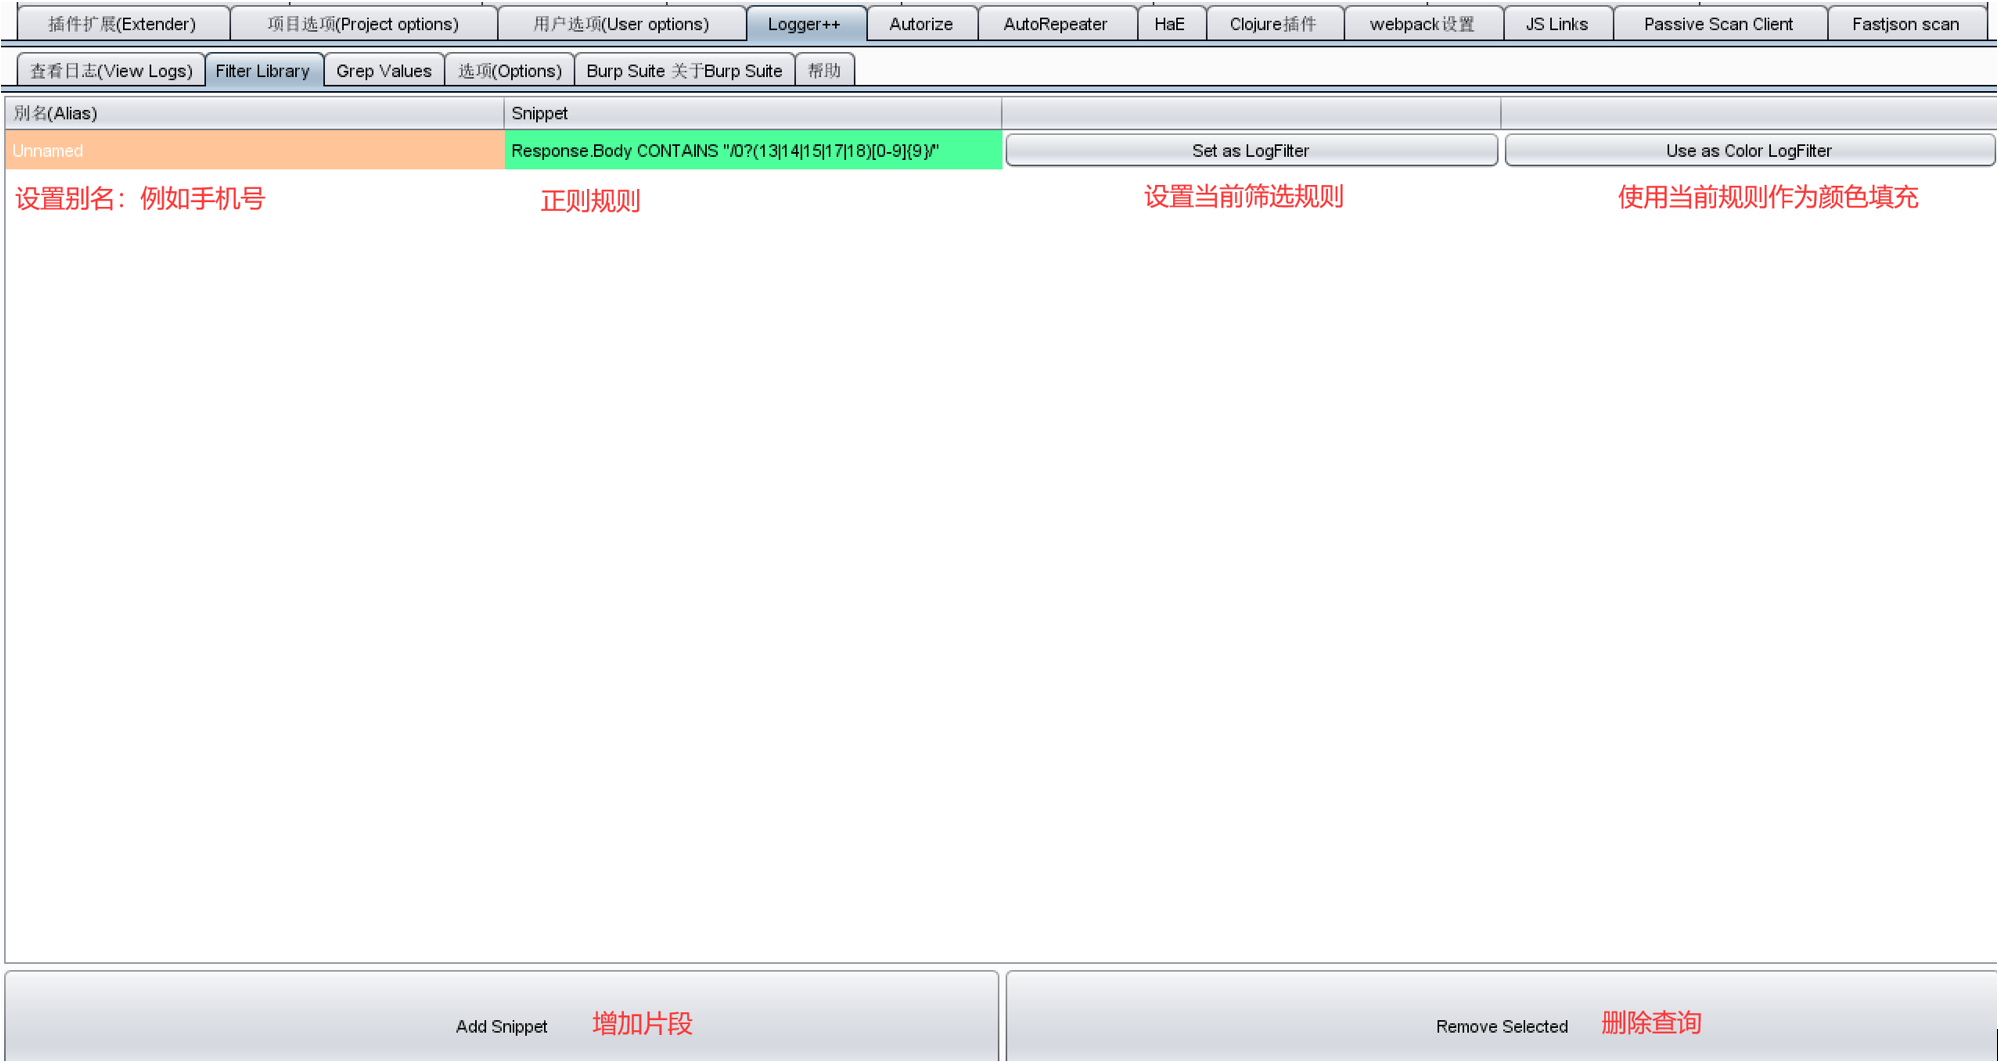 插件扩展(Extender) 项目选项(Project options) 用户选项(User options) Logger++ Autorize AutoRepeater HaE Clojure插件 webpack设置 JS Links Passive Scan Client Fastjson scan
查看日志(View Logs) Filter Library Grep Values 选项(Options) Burp Suite 关于Burp Suite 帮助
别名(Alias) Snippet
Unnamed Response.Body CONTAINS "/0?(13|14|15|17|18)[0-9]{9}/" Set as LogFilter Use as Color LogFilter
设置别名：例如手机号 正则规则 设置当前筛选规则 使用当前规则作为颜色填充
Add Snippet 增加片段 Remove Selected 删除查询